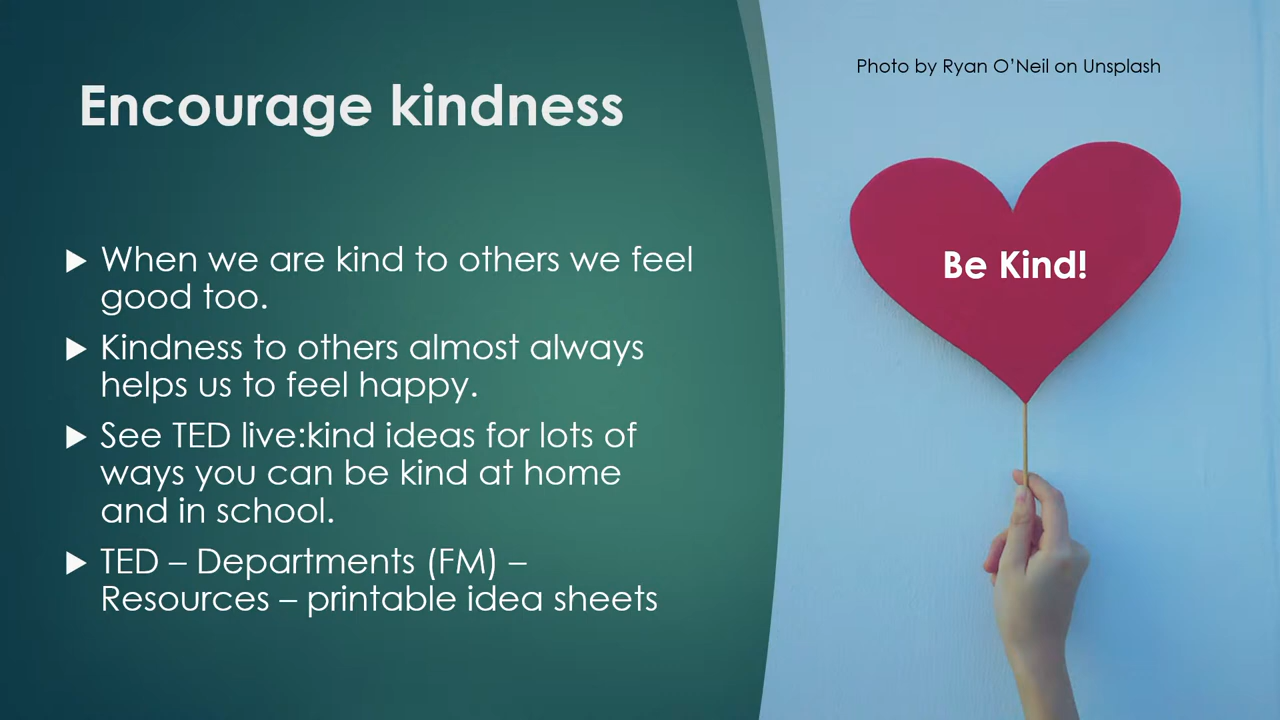 Encourage kindness
When we are kind to others we feel
good too.
Kindness to others almost always
helps us to feel happy.
See TED live:kind ideas for lots of
ways you can be kind at home
and in school.
TED – Departments (FM) –
Resources – printable idea sheets
Photo by Ryan O’Neil on Unsplash
Be Kind!